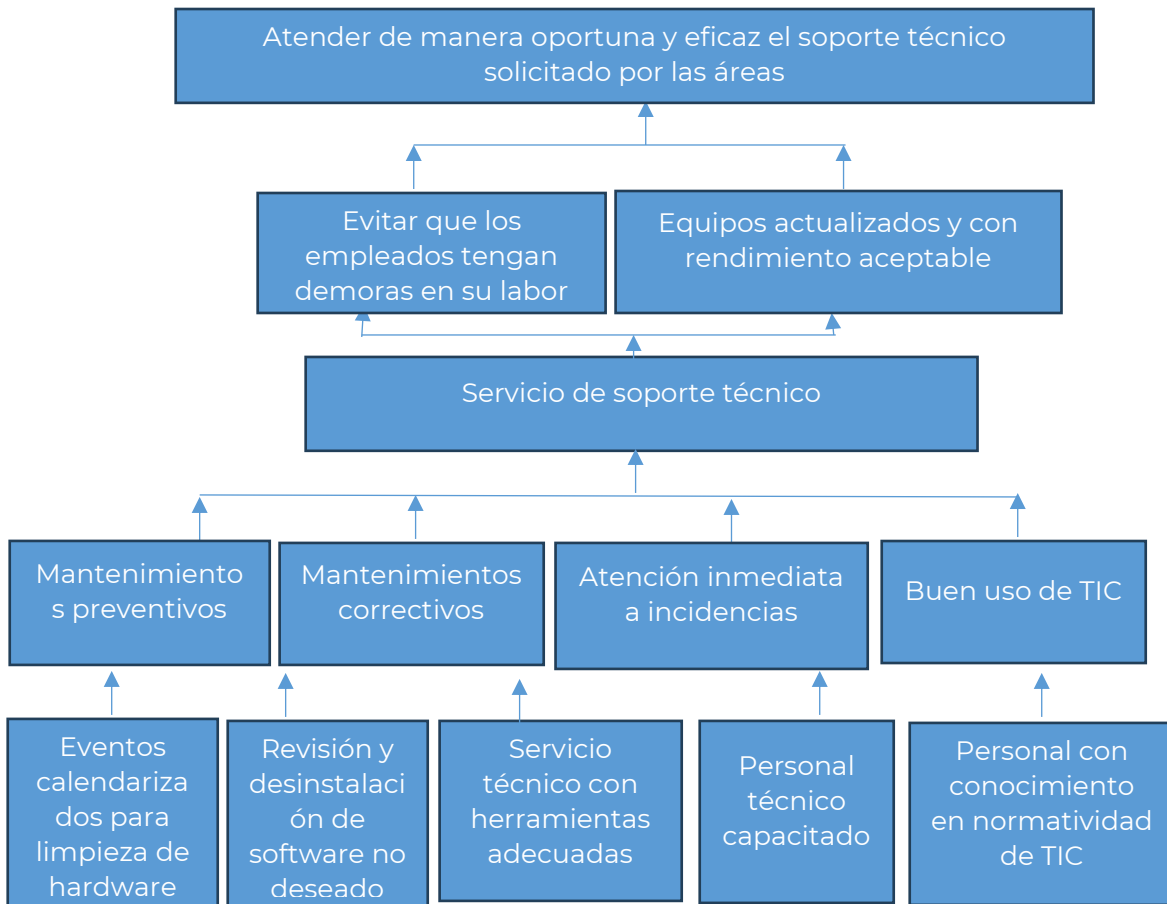 Atender de manera oportuna y eficaz el soporte técnico
solicitado por las áreas
Evitar que los
empleados tengan
demoras en su labor
Equipos actualizados y con
rendimiento aceptable
Servicio de soporte técnico
Mantenimiento
s preventivos
Mantenimientos
correctivos
Atención inmediata
a incidencias
Buen uso de TIC
Eventos
calendariza
dos para
limpieza de
hardware
Revisión y
desinstalaci
ón de
software no
deseado
Servicio
técnico con
herramientas
adecuadas
Personal
técnico
capacitado
Personal con
conocimiento
en normatividad
de TIC